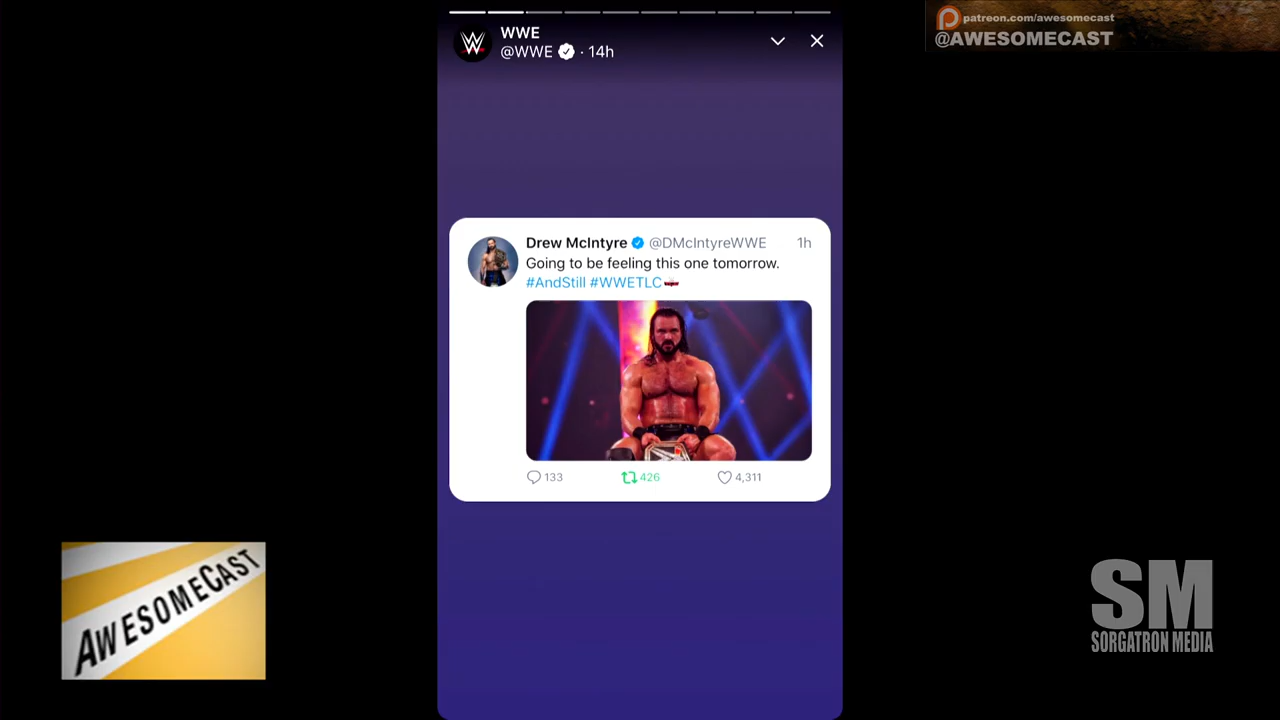 patreon.com/awesomecast
@AWESOMECAST
WWE
@WWE · 14h
Drew McIntyre @DMcIntyreWWE 1h
Going to be feeling this one tomorrow.
#AndStill #WWETLC
133 426 4,311
AWESOMECAST
SM
SORGATRON MEDIA